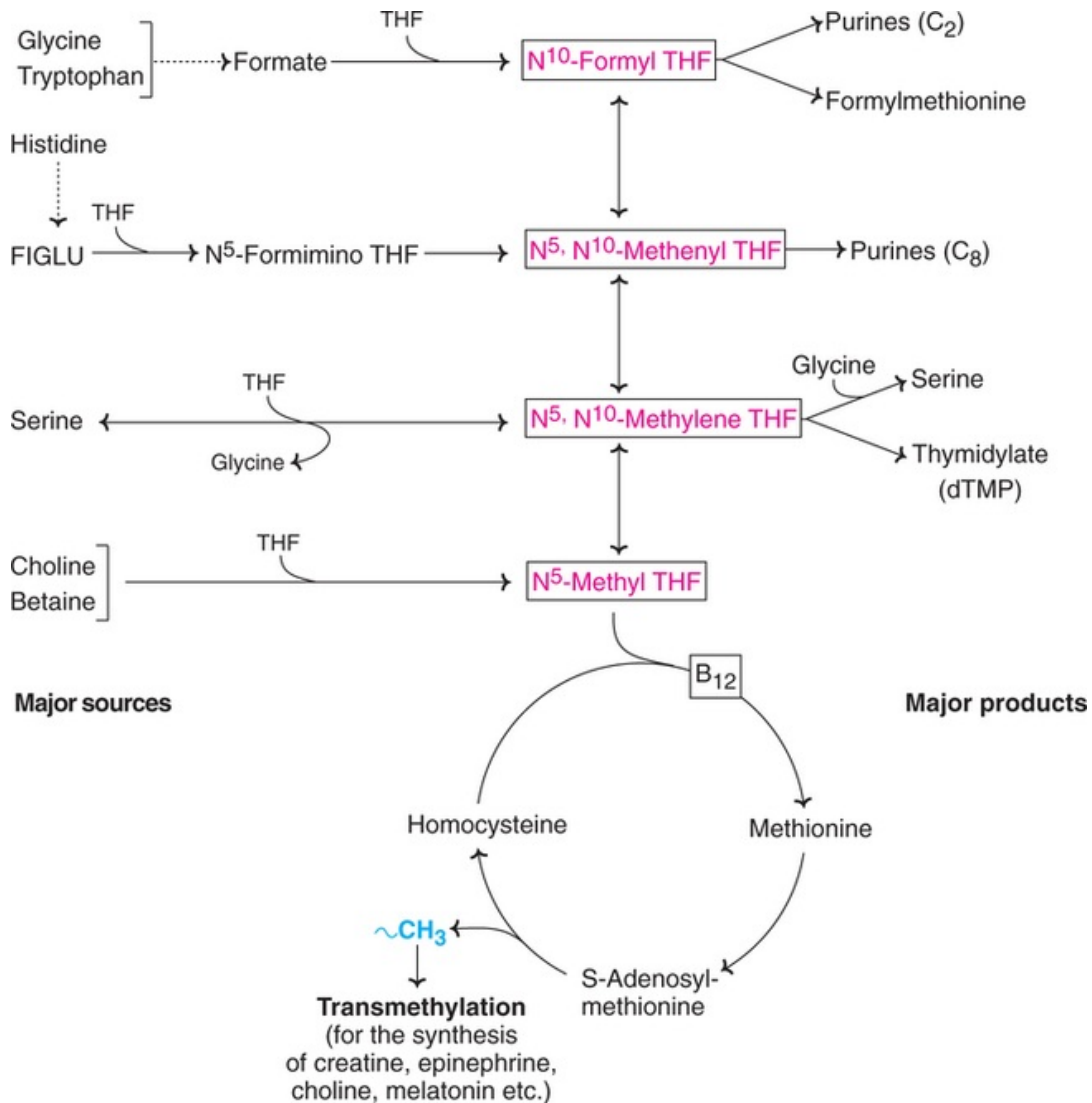 Glycine
Tryptophan
Formate
THF
N10-Formyl THF
Purines (C2)
Formylmethionine
Histidine
THF
FIGLU
N5-Formimino THF
N5, N10-Methenyl THF
Purines (C8)
THF
Serine
Glycine
N5, N10-Methylene THF
Glycine
Serine
Thymidylate
(dTMP)
Choline
Betaine
THF
N5-Methyl THF
B12
Major sources
Major products
Homocysteine
Methionine
~CH3
S-Adenosyl-
methionine
Transmethylation
(for the synthesis
of creatine, epinephrine,
choline, melatonin etc.)